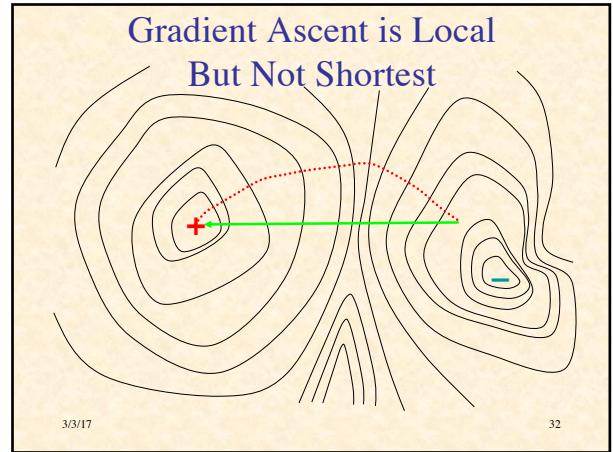 Gradient Ascent is Local
But Not Shortest
+
−
3/3/17
32